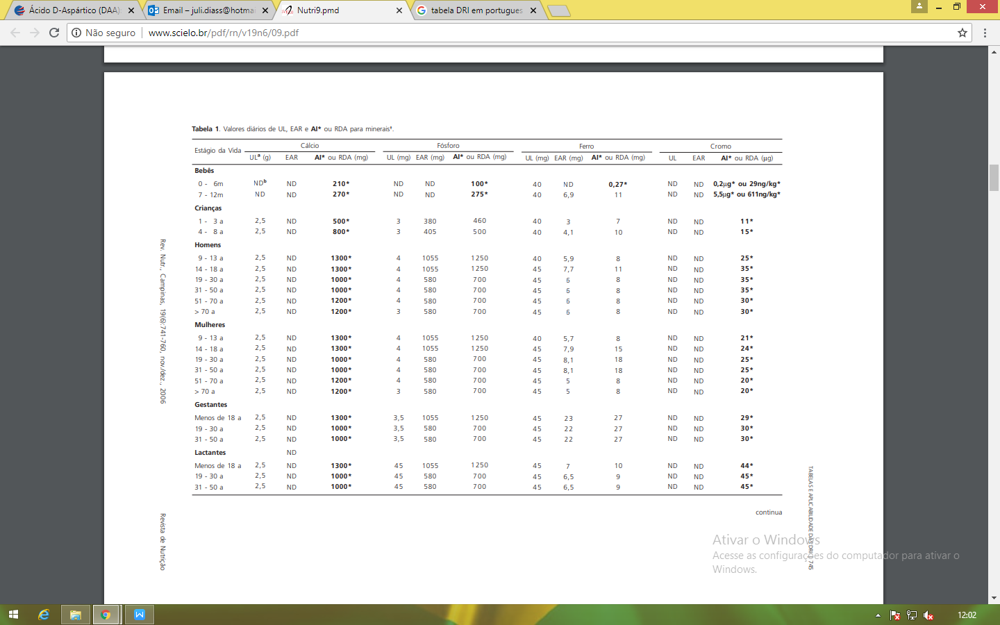 Ácido D-Aspártico (DAA)
Email – juli.diass@hotma
Nutri9.pmd
tabela DRI em portugues
Não seguro www.scielo.br/pdf/rn/v19n6/09.pdf
Tabela 1. Valores diários de UL, EAR e AI* ou RDA para minerais‡.
Estágio da Vida Cálcio Fósforo Ferro Cromo
ULª (g) EAR AI* ou RDA (mg) UL (mg) EAR (mg) AI* ou RDA (mg) UL (mg) EAR (mg) AI* ou RDA (mg) UL EAR AI* ou RDA (µg)
Bebês
0 - 6m NDᵇ ND 210* ND ND 100* 40 ND 0,27* ND ND 0,2µg* ou 29ng/kg*
7 - 12m ND ND 270* ND ND 275* 40 6,9 11 ND ND 5,5µg* ou 611ng/kg*
Crianças
1 - 3 a 2,5 ND 500* 3 380 460 40 3 7 ND ND 11*
4 - 8 a 2,5 ND 800* 3 405 500 40 4,1 10 ND ND 15*
Homens
9 - 13 a 2,5 ND 1300* 4 1055 1250 40 5,9 8 ND ND 25*
14 - 18 a 2,5 ND 1300* 4 1055 1250 45 7,7 11 ND ND 35*
19 - 30 a 2,5 ND 1000* 4 580 700 45 6 8 ND ND 35*
31 - 50 a 2,5 ND 1000* 4 580 700 45 6 8 ND ND 35*
51 - 70 a 2,5 ND 1200* 4 580 700 45 6 8 ND ND 30*
> 70 a 2,5 ND 1200* 3 580 700 45 6 8 ND ND 30*
Mulheres
9 - 13 a 2,5 ND 1300* 4 1055 1250 40 5,7 8 ND ND 21*
14 - 18 a 2,5 ND 1300* 4 1055 1250 45 7,9 15 ND ND 24*
19 - 30 a 2,5 ND 1000* 4 580 700 45 8,1 18 ND ND 25*
31 - 50 a 2,5 ND 1000* 4 580 700 45 8,1 18 ND ND 25*
51 - 70 a 2,5 ND 1200* 4 580 700 45 5 8 ND ND 20*
> 70 a 2,5 ND 1200* 3 580 700 45 5 8 ND ND 20*
Gestantes
Menos de 18 a 2,5 ND 1300* 3,5 1055 1250 45 23 27 ND ND 29*
19 - 30 a 2,5 ND 1000* 3,5 580 700 45 22 27 ND ND 30*
31 - 50 a 2,5 ND 1000* 3,5 580 700 45 22 27 ND ND 30*
Lactantes ND
Menos de 18 a 2,5 ND 1300* 45 1055 1250 45 7 10 ND ND 44*
19 - 30 a 2,5 ND 1000* 45 580 700 45 6,5 9 ND ND 45*
31 - 50 a 2,5 ND 1000* 45 580 700 45 6,5 9 ND ND 45*
continua
Rev. Nutr., Campinas, 19(6):741-760, nov./dez., 2006
Revista de Nutrição
TABELAS E APLICABILIDADE DAS DRI | 745
Ativar o Windows
Acesse as configurações do computador para ativar o
Windows.
12:02